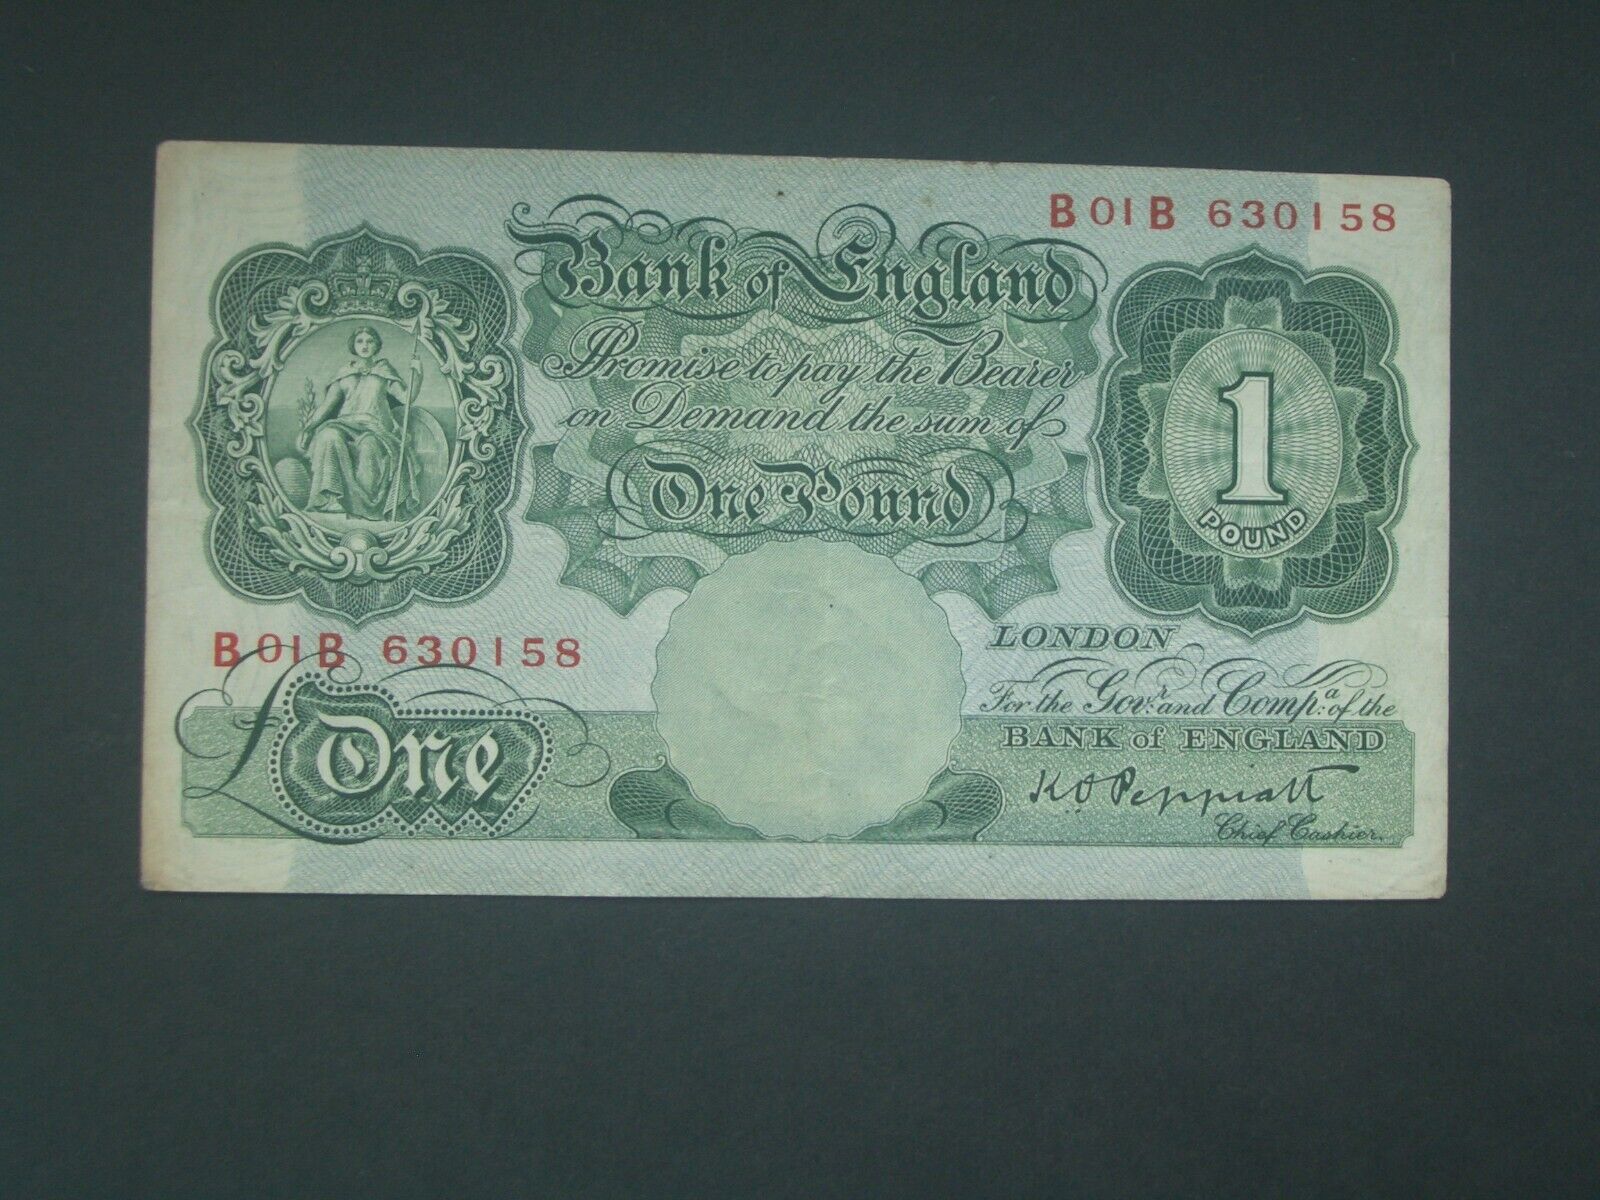 B01B 630158
Bank of England
Promise to pay the Bearer
on Demand the sum of
One Pound
1
POUND
B01B 630158
£One
LONDON
For the Govr. and Compa. of the
BANK of ENGLAND
K O Peppiatt
Chief Cashier.